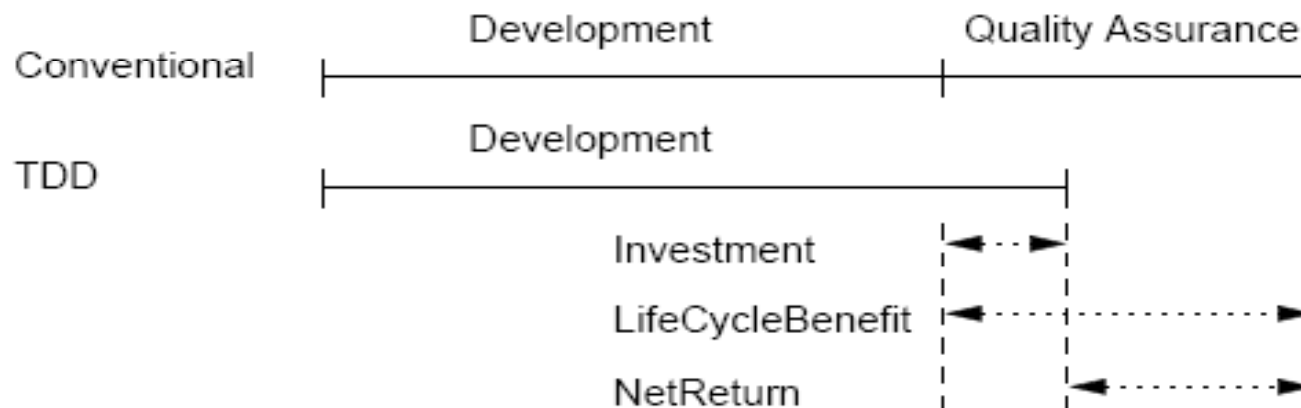 Development Quality Assurance
Conventional
Development
TDD
Investment
LifeCycleBenefit
NetReturn